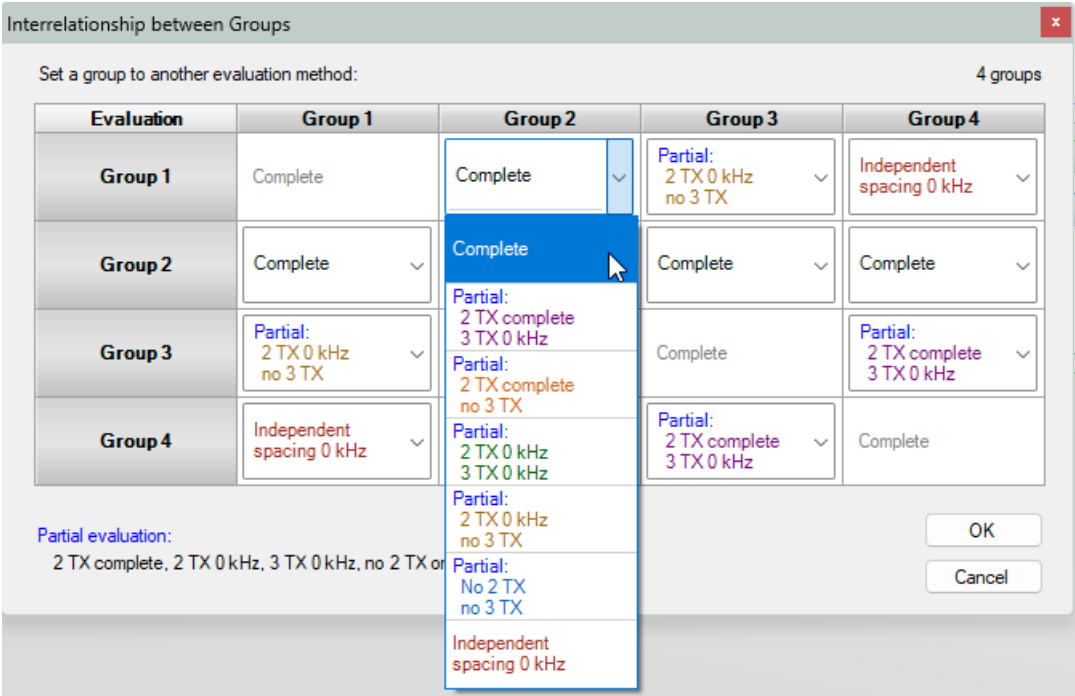 Interrelationship between Groups
x
Set a group to another evaluation method:
4 groups
Evaluation
Group 1
Group 2
Group 3
Group 4
Group 1
Complete
Complete
Partial:
2 TX 0 kHz
no 3 TX
Independent
spacing 0 kHz
Group 2
Complete
Complete
Complete
Group 3
Partial:
2 TX 0 kHz
no 3 TX
Complete
Partial:
2 TX complete
3 TX 0 kHz
Group 4
Independent
spacing 0 kHz
Partial:
2 TX complete
3 TX 0 kHz
Complete
Complete
Partial:
2 TX complete
3 TX 0 kHz
Partial:
2 TX complete
no 3 TX
Partial:
2 TX 0 kHz
3 TX 0 kHz
Partial:
2 TX 0 kHz
no 3 TX
Partial:
No 2 TX
no 3 TX
Independent
spacing 0 kHz
Partial evaluation:
2 TX complete, 2 TX 0 kHz, 3 TX 0 kHz, no 2 TX or
OK
Cancel